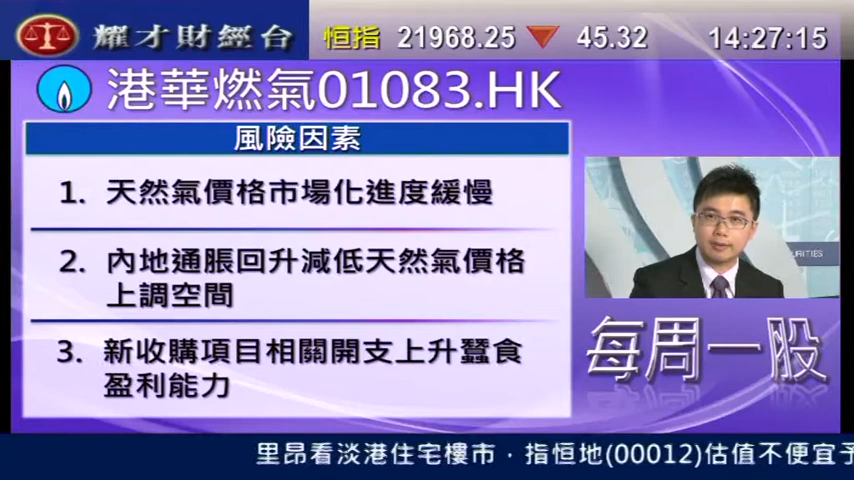 耀才財經台
恒指 21968.25 45.32 14:27:15
港華燃氣01083.HK
風險因素
1. 天然氣價格市場化進度緩慢
2. 內地通脹回升減低天然氣價格
上調空間
3. 新收購項目相關開支上升蠶食
盈利能力
URITIES
每周一股
里昂看淡港住宅樓市，指恒地(00012)估值不便宜予